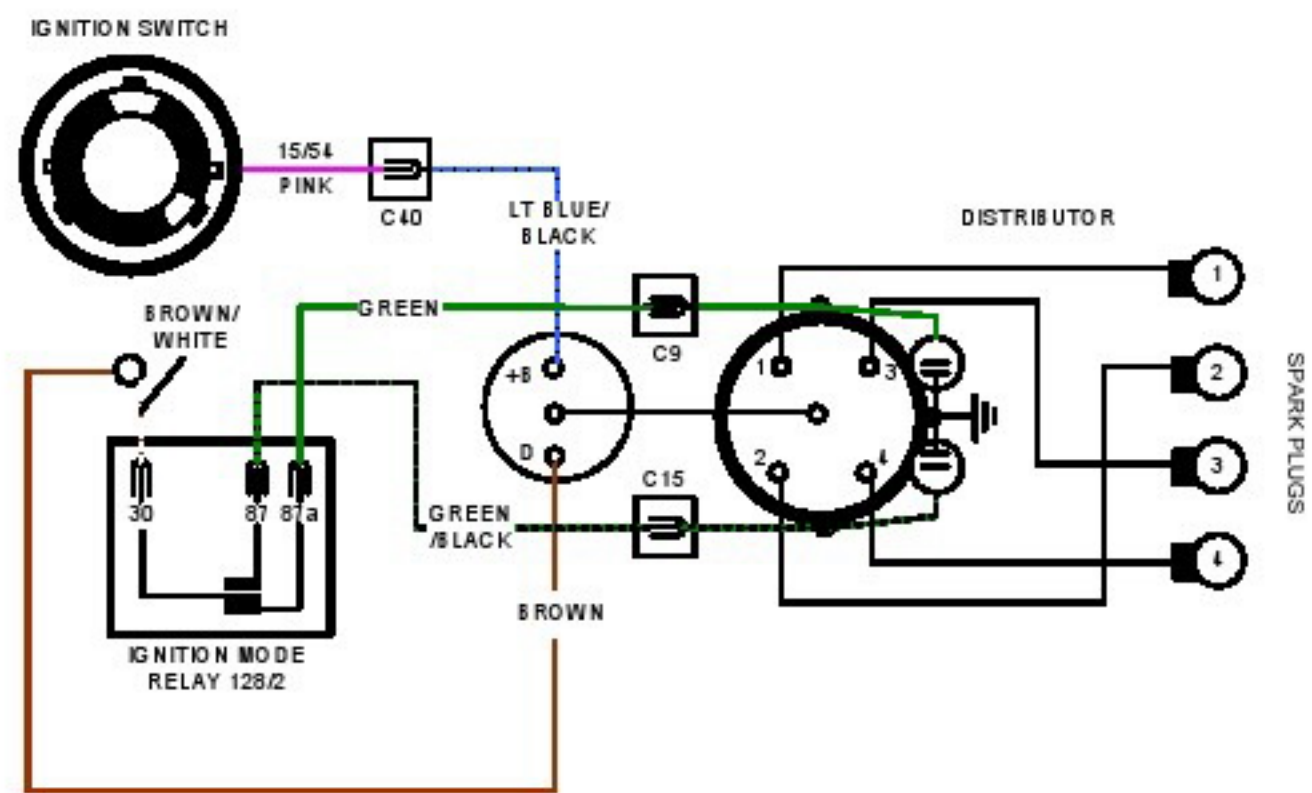 IGNITION SWITCH
15/54
PINK
C40
LT BLUE/
BLACK
DISTRIBUTOR
1
BROWN/
WHITE
GREEN
C9
+B
1
3
2
SPARK PLUGS
D
2
4
3
C15
30
87
87a
GREEN
/BLACK
4
BROWN
IGNITION MODE
RELAY 128/2